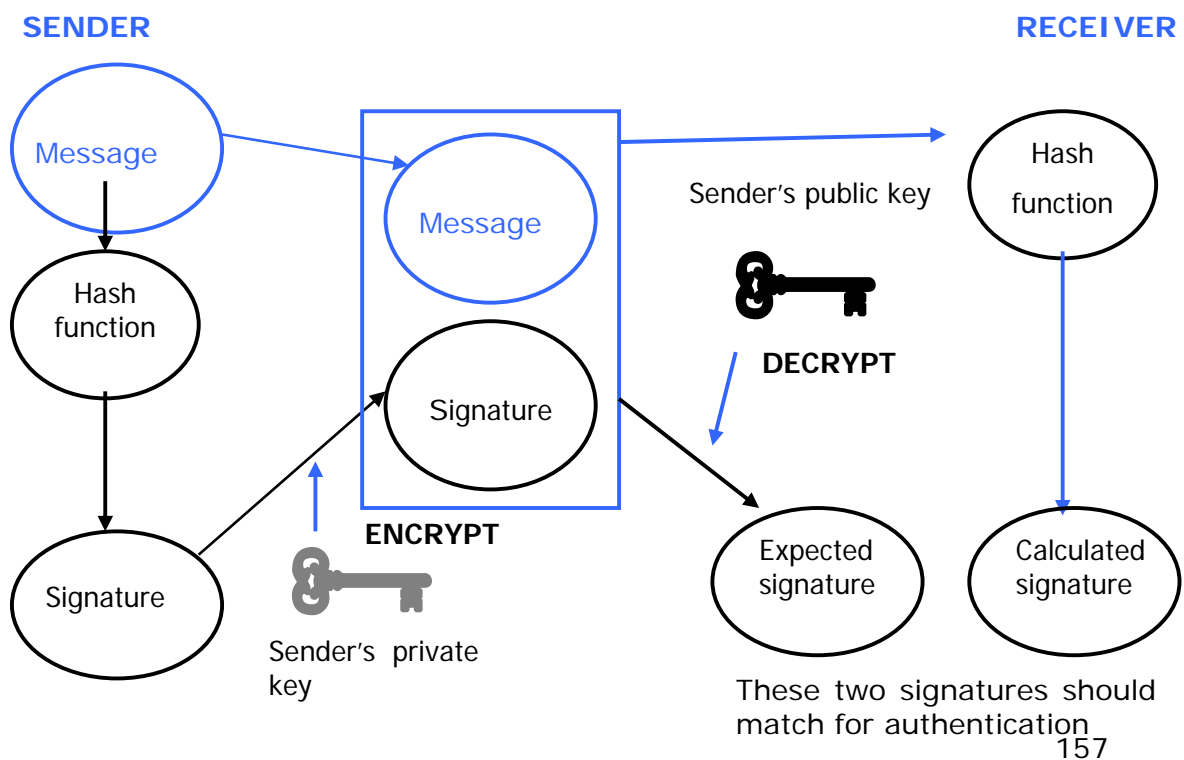 SENDER
RECEIVER
Message
Hash
function
Signature
Message
Signature
ENCRYPT
Sender's private
key
Sender's public key
DECRYPT
Hash
function
Expected
signature
Calculated
signature
These two signatures should
match for authentication
157